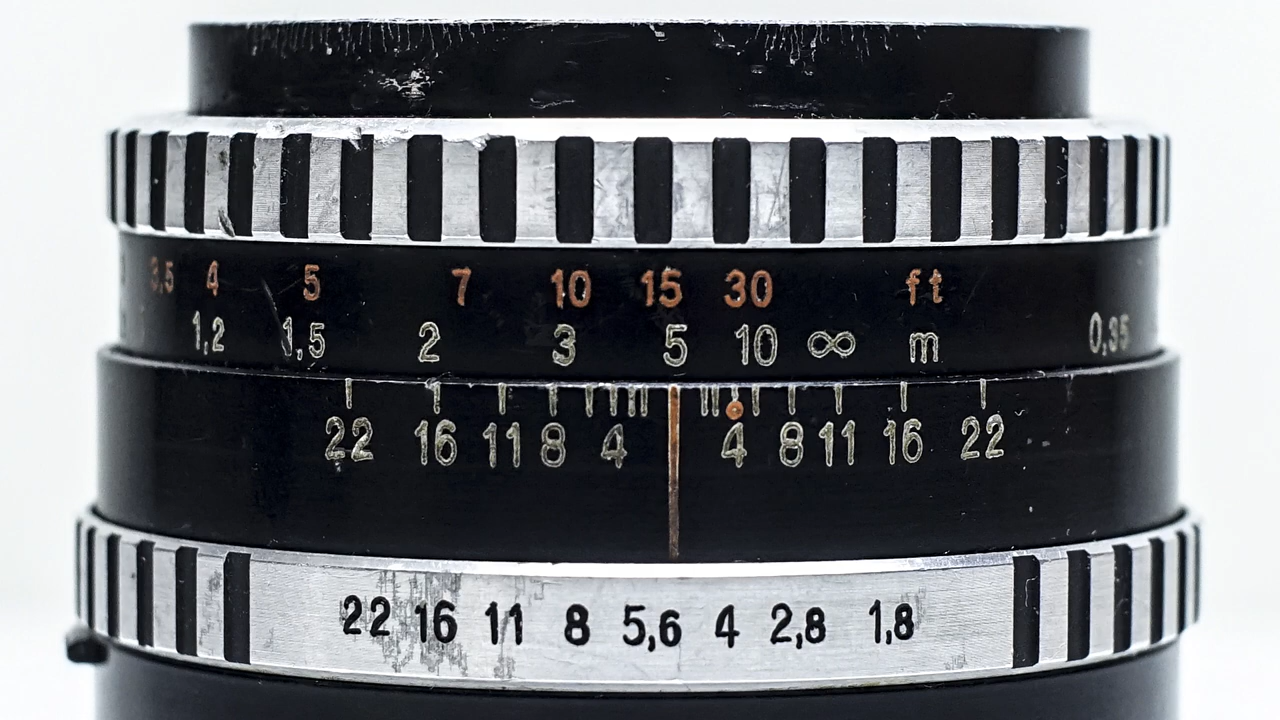 3,5 4 5 7 10 15 30 ft
1,2 1,5 2 3 5 10 ∞ m 0,35
22 16 11 8 4 4 8 11 16 22
22 16 11 8 5,6 4 2,8 1,8